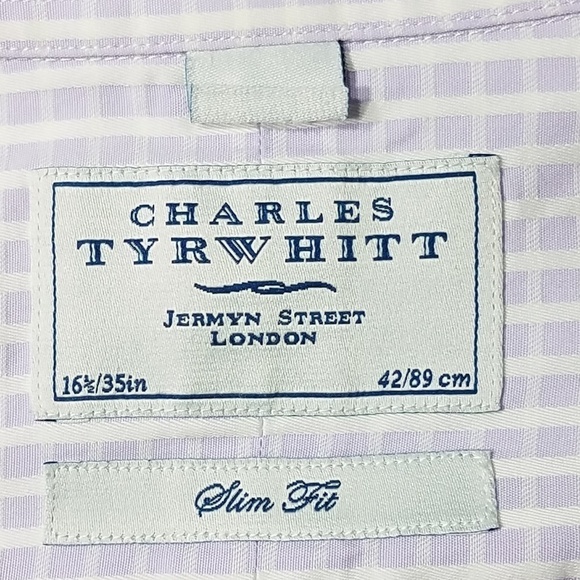 CHARLES
TYRWHITT
JERMYN STREET
LONDON
16½/35in 42/89 cm
Slim Fit